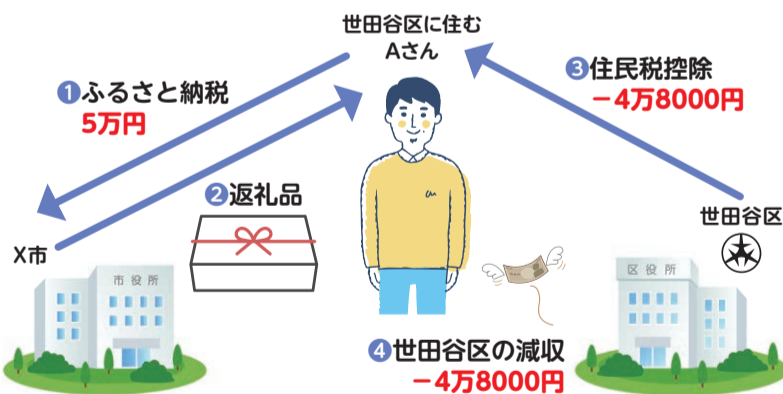 世田谷区に住む
Aさん
❶ふるさと納税
5万円
❷返礼品
❸住民税控除
−4万8000円
X市
市役所
世田谷区
区役所
❹世田谷区の減収
−4万8000円